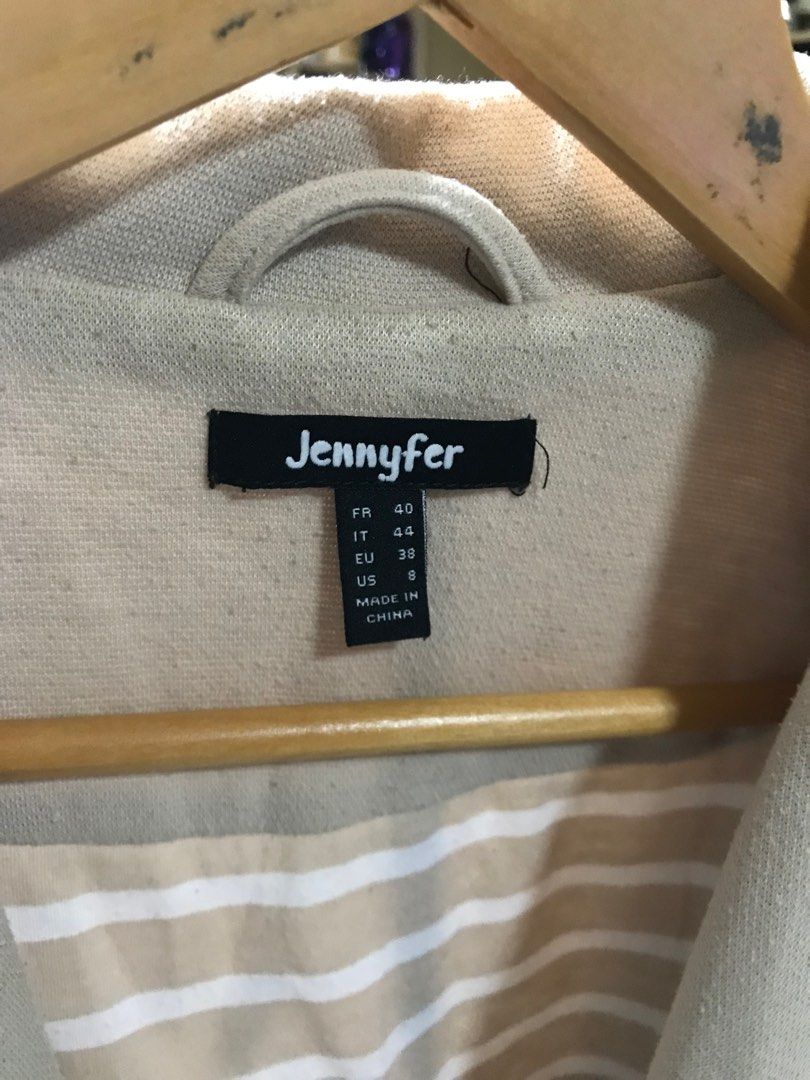 Jennyfer
FR 40
IT 44
EU 38
US 8
MADE IN
CHINA